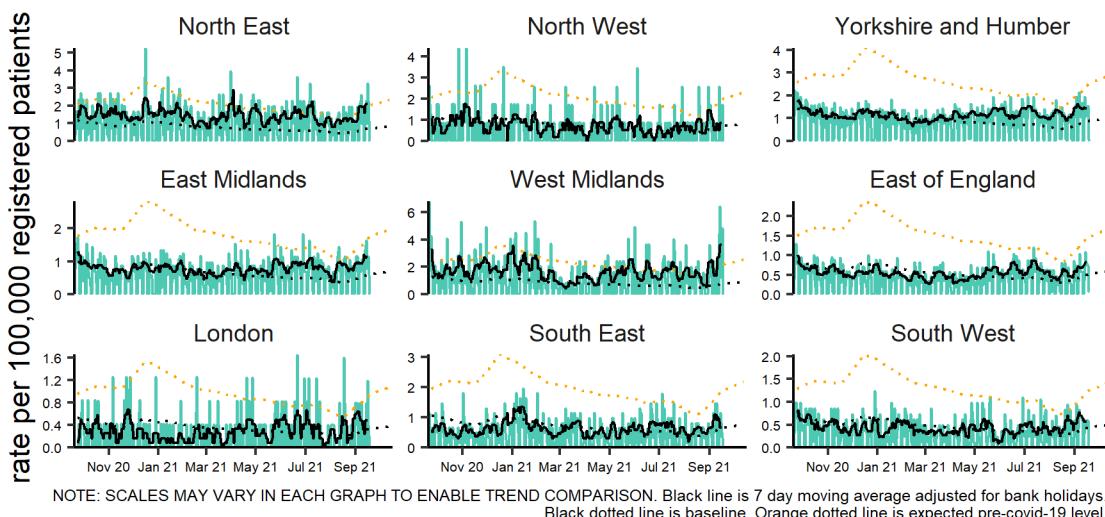 rate per 100,000 registered patients
North East
North West
Yorkshire and Humber
5
4
3
2
1
0
4
3
2
1
0
4
3
2
1
0
East Midlands
West Midlands
East of England
2
1
0
6
4
2
0
2.0
1.5
1.0
0.5
0.0
London
South East
South West
1.6
1.2
0.8
0.4
0.0
3
2
1
0
2.0
1.5
1.0
0.5
0.0
Nov 20 Jan 21 Mar 21 May 21 Jul 21 Sep 21
Nov 20 Jan 21 Mar 21 May 21 Jul 21 Sep 21
Nov 20 Jan 21 Mar 21 May 21 Jul 21 Sep 21
NOTE: SCALES MAY VARY IN EACH GRAPH TO ENABLE TREND COMPARISON. Black line is 7 day moving average adjusted for bank holidays.
Black dotted line is baseline. Orange dotted line is expected pre-covid-19 level